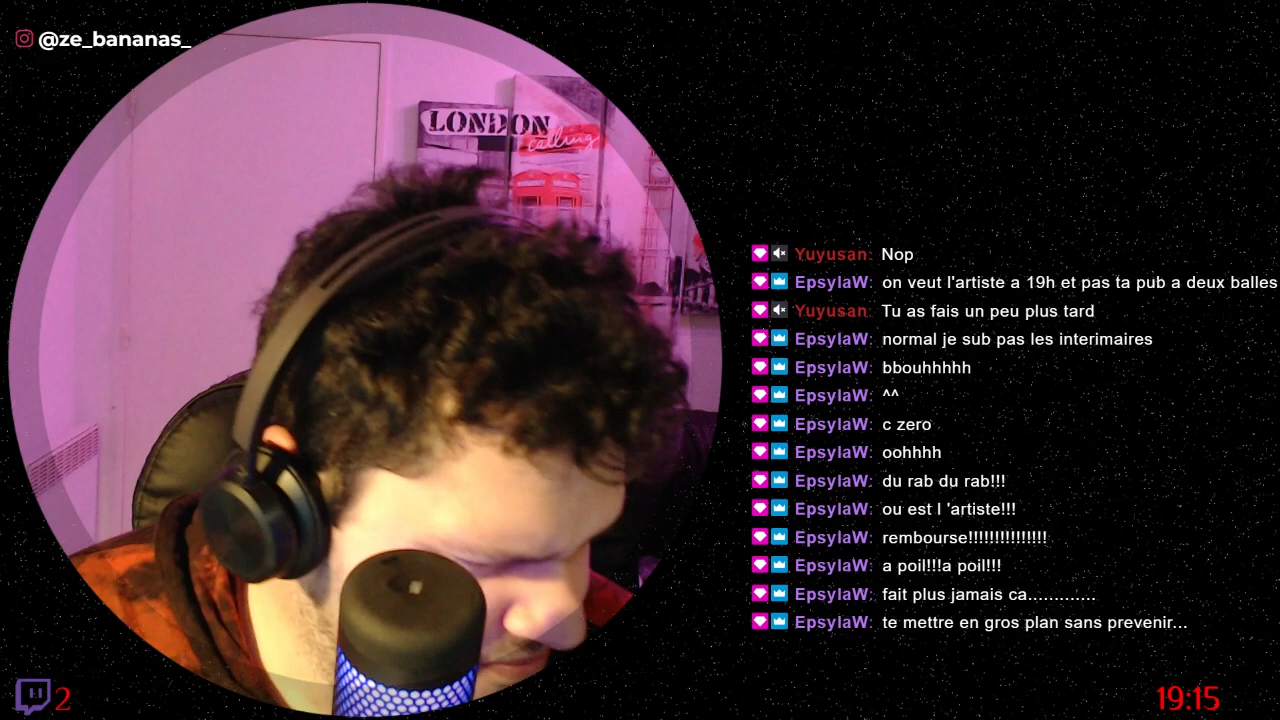 @ze_bananas_
LONDON
calling
Yuyusan: Nop
EpsylaW: on veut l'artiste a 19h et pas ta pub a deux balles
Yuyusan: Tu as fais un peu plus tard
EpsylaW: normal je sub pas les interimaires
EpsylaW: bbouhhhhh
EpsylaW: ^^
EpsylaW: c zero
EpsylaW: oohhhh
EpsylaW: du rab du rab!!!
EpsylaW: ou est l 'artiste!!!
EpsylaW: rembourse!!!!!!!!!!!!!!!
EpsylaW: a poil!!!a poil!!!
EpsylaW: fait plus jamais ca.............
EpsylaW: te mettre en gros plan sans prevenir...
2
19:15